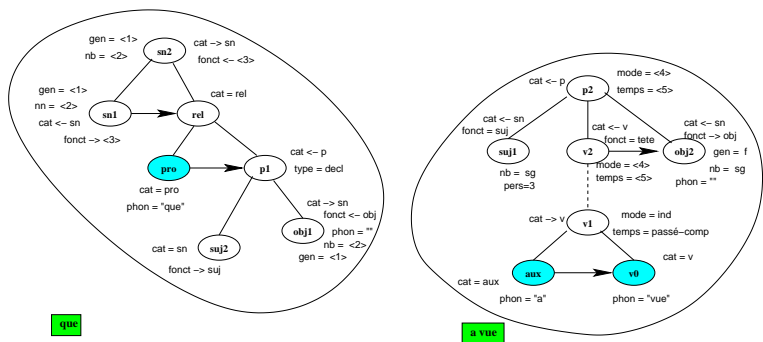 gen = <1>
nb = <2>
sn2
cat -> sn
fonct <- <3>
gen = <1>
nn = <2>
cat <- sn
fonct -> <3>
sn1
rel
cat = rel
pro
cat = pro
phon = "que"
p1
cat <- p
type = decl
suj2
cat = sn
fonct -> suj
obj1
cat -> sn
fonct <- obj
phon = ""
nb = <2>
gen = <1>
que
cat <- p
p2
mode = <4>
temps = <5>
cat <- sn
fonct = suj
suj1
nb = sg
pers=3
cat <- v
fonct = tete
v2
mode = <4>
temps = <5>
cat <- sn
fonct -> obj
obj2
gen = f
nb = sg
phon = ""
cat -> v
v1
mode = ind
temps = passé-comp
cat = aux
aux
phon = "a"
v0
cat = v
phon = "vue"
a vue